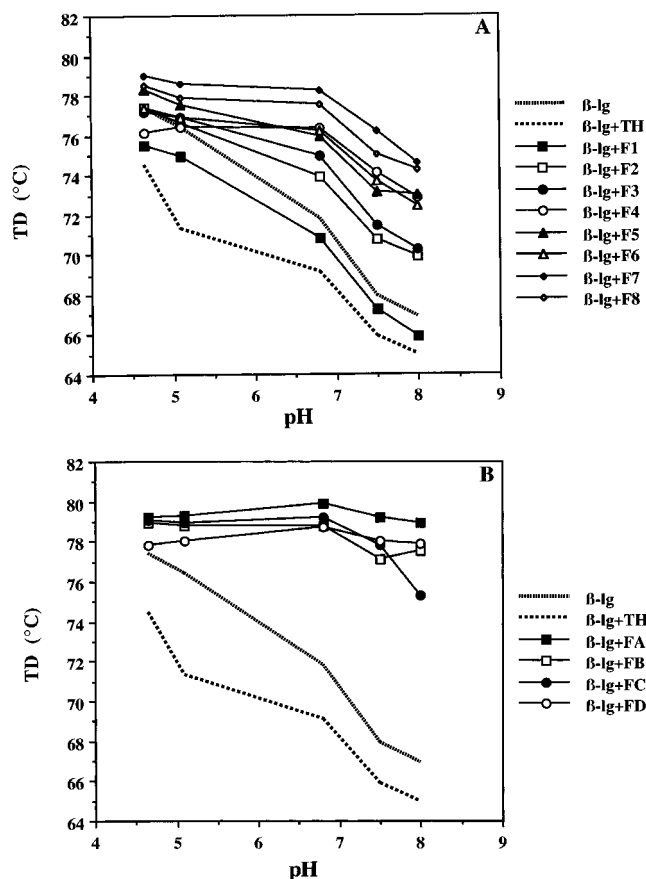 A
82
80
78
76
74
72
70
68
66
64
TD (°C)
4
5
6
7
8
9
pH
ß-lg
ß-lg+TH
ß-lg+F1
ß-lg+F2
ß-lg+F3
ß-lg+F4
ß-lg+F5
ß-lg+F6
ß-lg+F7
ß-lg+F8
B
82
80
78
76
74
72
70
68
66
64
TD (°C)
4
5
6
7
8
9
pH
ß-lg
ß-lg+TH
ß-lg+FA
ß-lg+FB
ß-lg+FC
ß-lg+FD